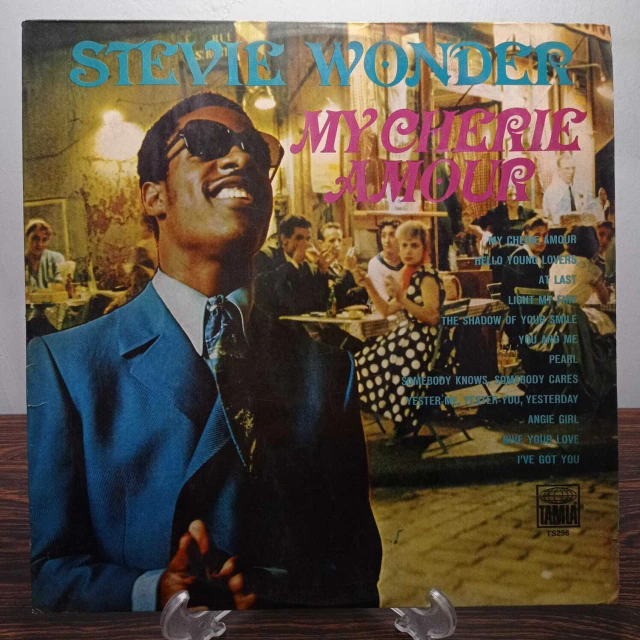 STEVIE WONDER
MY CHERIE
AMOUR
MY CHERIE AMOUR
HELLO YOUNG LOVERS
AT LAST
LIGHT MY FIRE
THE SHADOW OF YOUR SMILE
YOU AND ME
PEARL
SOMEBODY KNOWS, SOMEBODY CARES
YESTER-ME, YESTER-YOU, YESTERDAY
ANGIE GIRL
GIVE YOUR LOVE
I'VE GOT YOU
TAMLA
TS296